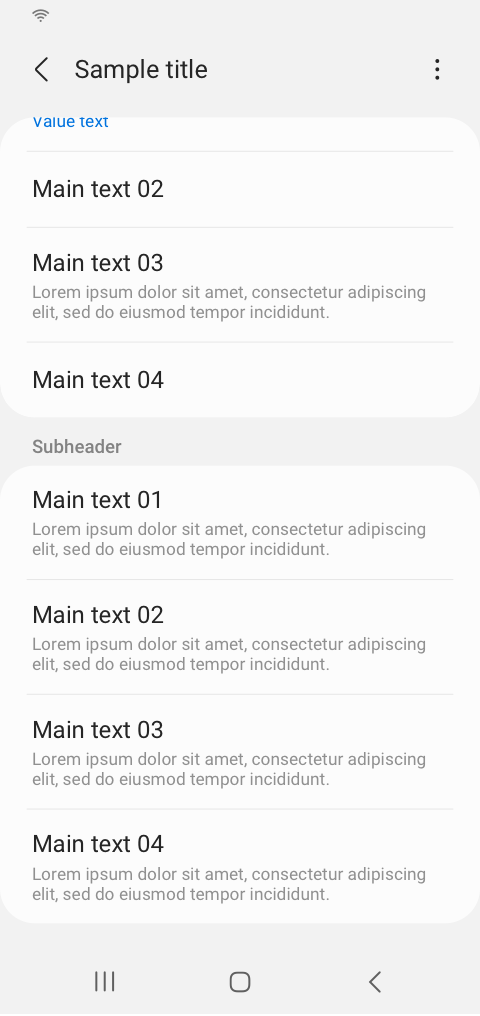 Sample title
Value text
Main text 02
Main text 03
Lorem ipsum dolor sit amet, consectetur adipiscing
elit, sed do eiusmod tempor incididunt.
Main text 04
Subheader
Main text 01
Lorem ipsum dolor sit amet, consectetur adipiscing
elit, sed do eiusmod tempor incididunt.
Main text 02
Lorem ipsum dolor sit amet, consectetur adipiscing
elit, sed do eiusmod tempor incididunt.
Main text 03
Lorem ipsum dolor sit amet, consectetur adipiscing
elit, sed do eiusmod tempor incididunt.
Main text 04
Lorem ipsum dolor sit amet, consectetur adipiscing
elit, sed do eiusmod tempor incididunt.